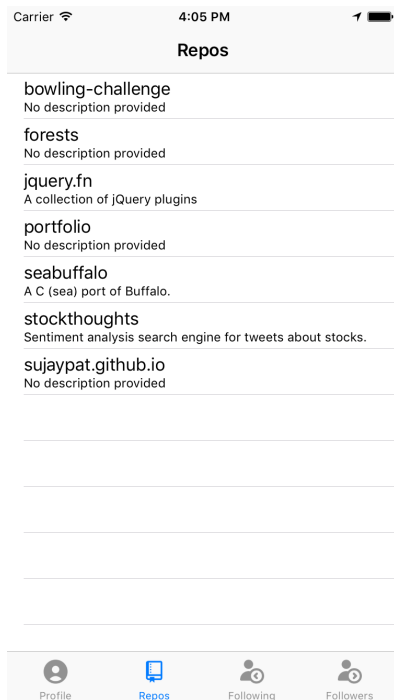 Carrier 4:05 PM
Repos
bowling-challenge
No description provided
forests
No description provided
jquery.fn
A collection of jQuery plugins
portfolio
No description provided
seabuffalo
A C (sea) port of Buffalo.
stockthoughts
Sentiment analysis search engine for tweets about stocks.
sujaypat.github.io
No description provided
Profile Repos Following Followers